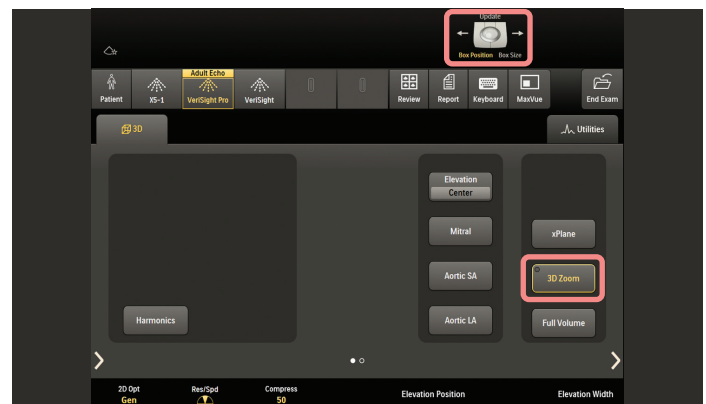 Update
Box Position Box Size
Adult Echo
Patient XS-1 VeriSight Pro VeriSight Review Report Keyboard MaxVue End Exam
3D Utilities
Elevation
Center
Mitral xPlane
Aortic SA 3D Zoom
Harmonics Aortic LA Full Volume
2D Opt Res/Spd Compress Elevation Position Elevation Width
Gen 50